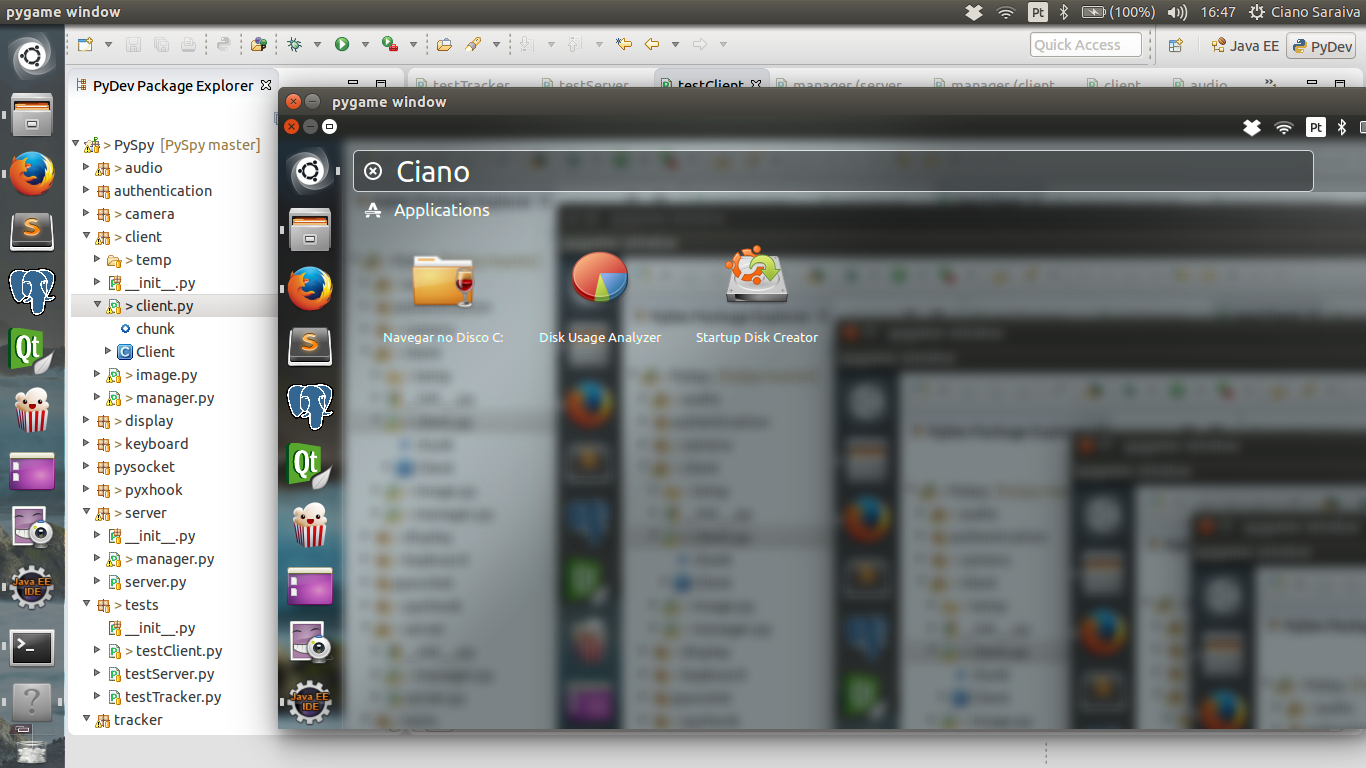 pygame window
Pt
(100%)
16:47
Ciano Saraiva
Quick Access
Java EE
PyDev
PyDev Package Explorer
testTracker
testServer
testClient
manager (server
manager (client
client
audio
pygame window
Pt
> PySpy [PySpy master]
> audio
authentication
> camera
> client
> temp
__init__.py
> client.py
chunk
Client
> image.py
> manager.py
> display
> keyboard
pysocket
> pyxhook
> server
__init__.py
> manager.py
server.py
> tests
__init__.py
> testClient.py
testServer.py
testTracker.py
tracker
S
Qt
Java EE
IDE
Ciano
Applications
Navegar no Disco C:
Disk Usage Analyzer
Startup Disk Creator
S
Qt
Java EE
IDE